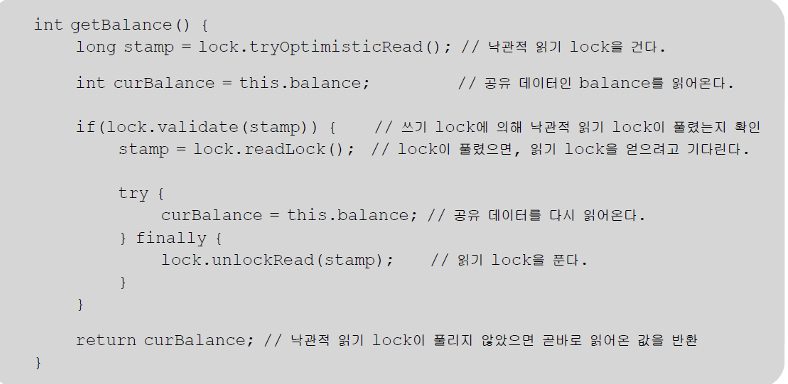 int getBalance() {
long stamp = lock.tryOptimisticRead(); // 낙관적 읽기 lock을 건다.
int curBalance = this.balance; // 공유 데이터인 balance를 읽어온다.
if(lock.validate(stamp)) { // 쓰기 lock에 의해 낙관적 읽기 lock이 풀렸는지 확인
stamp = lock.readLock(); // lock이 풀렸으면, 읽기 lock을 얻으려고 기다린다.
try {
curBalance = this.balance; // 공유 데이터를 다시 읽어온다.
} finally {
lock.unlockRead(stamp); // 읽기 lock을 푼다.
}
}
return curBalance; // 낙관적 읽기 lock이 풀리지 않았으면 곧바로 읽어온 값을 반환
}